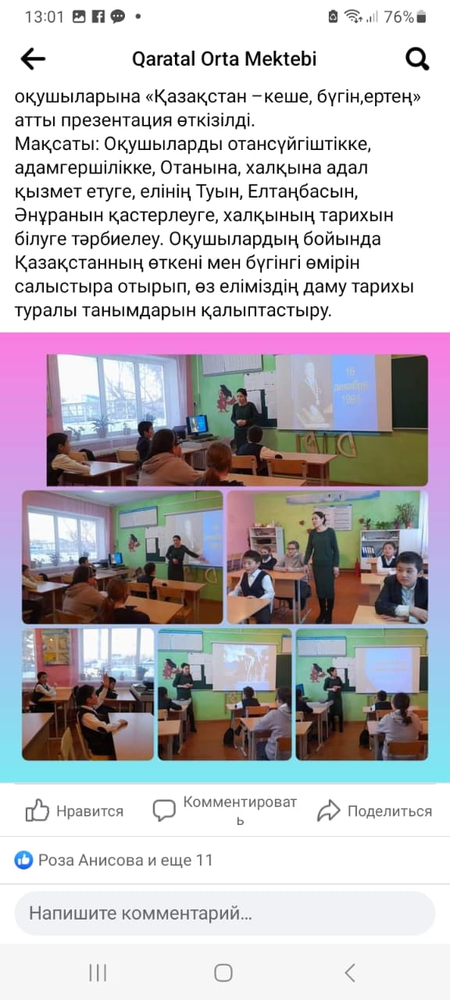 13:01
76%
Qaratal Orta Mektebi
оқушыларына «Қазақстан –кеше, бүгін,ертең»
атты презентация өткізілді.
Мақсаты: Оқушыларды отансүйгіштікке,
адамгершілікке, Отанына, халқына адал
қызмет етуге, елінің Туын, Елтаңбасын,
Әнұранын қастерлеуге, халқының тарихын
білуге тәрбиелеу. Оқушылардың бойында
Қазақстанның өткені мен бүгінгі өмірін
салыстыра отырып, өз еліміздің даму тарихы
туралы танымдарын қалыптастыру.
16
декабря
1991
Нравится
Комментироват
ь
Поделиться
Роза Анисова и еще 11
Напишите комментарий...